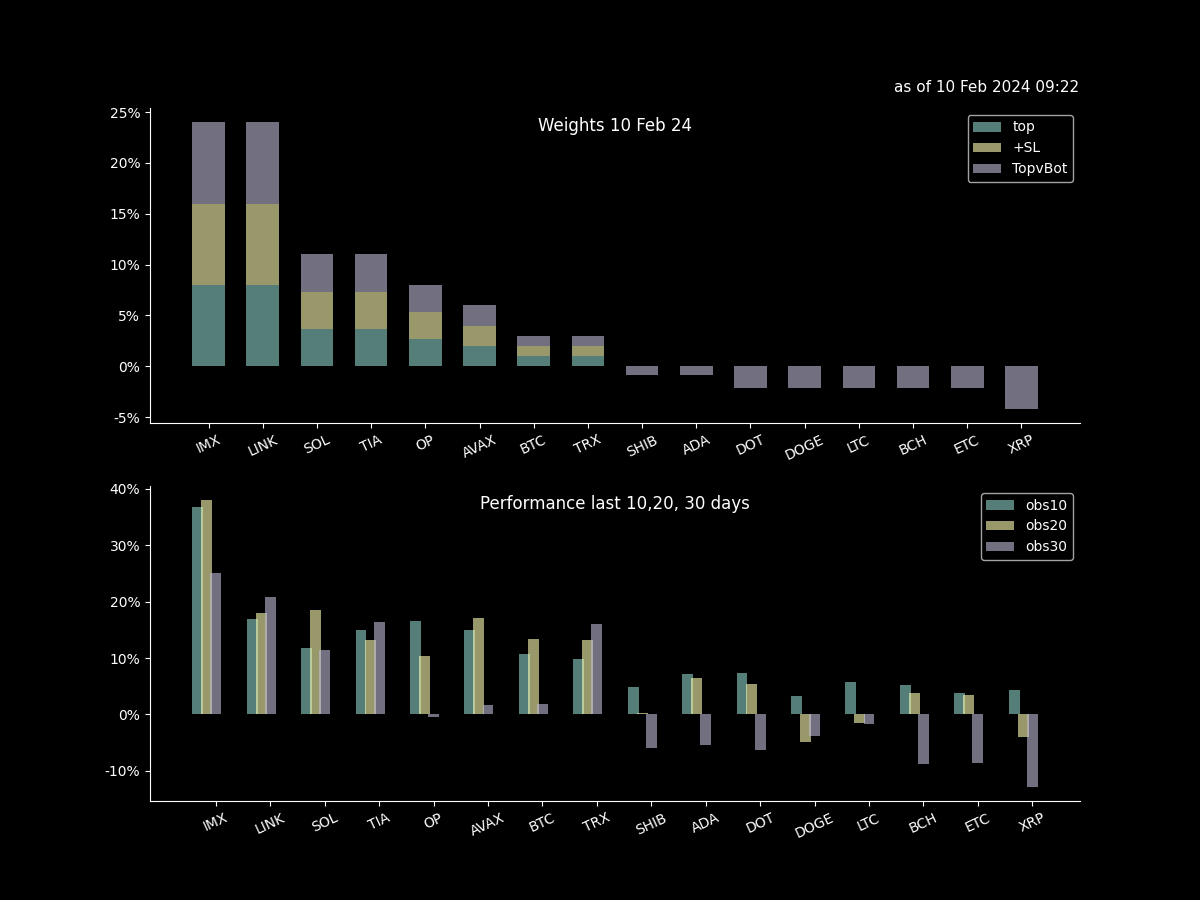 as of 10 Feb 2024 09:22
Weights 10 Feb 24
top
+SL
TopvBot
25%
20%
15%
10%
5%
0%
-5%
IMX LINK SOL TIA OP AVAX BTC TRX SHIB ADA DOT DOGE LTC BCH ETC XRP
Performance last 10,20, 30 days
obs10
obs20
obs30
40%
30%
20%
10%
0%
-10%
IMX LINK SOL TIA OP AVAX BTC TRX SHIB ADA DOT DOGE LTC BCH ETC XRP